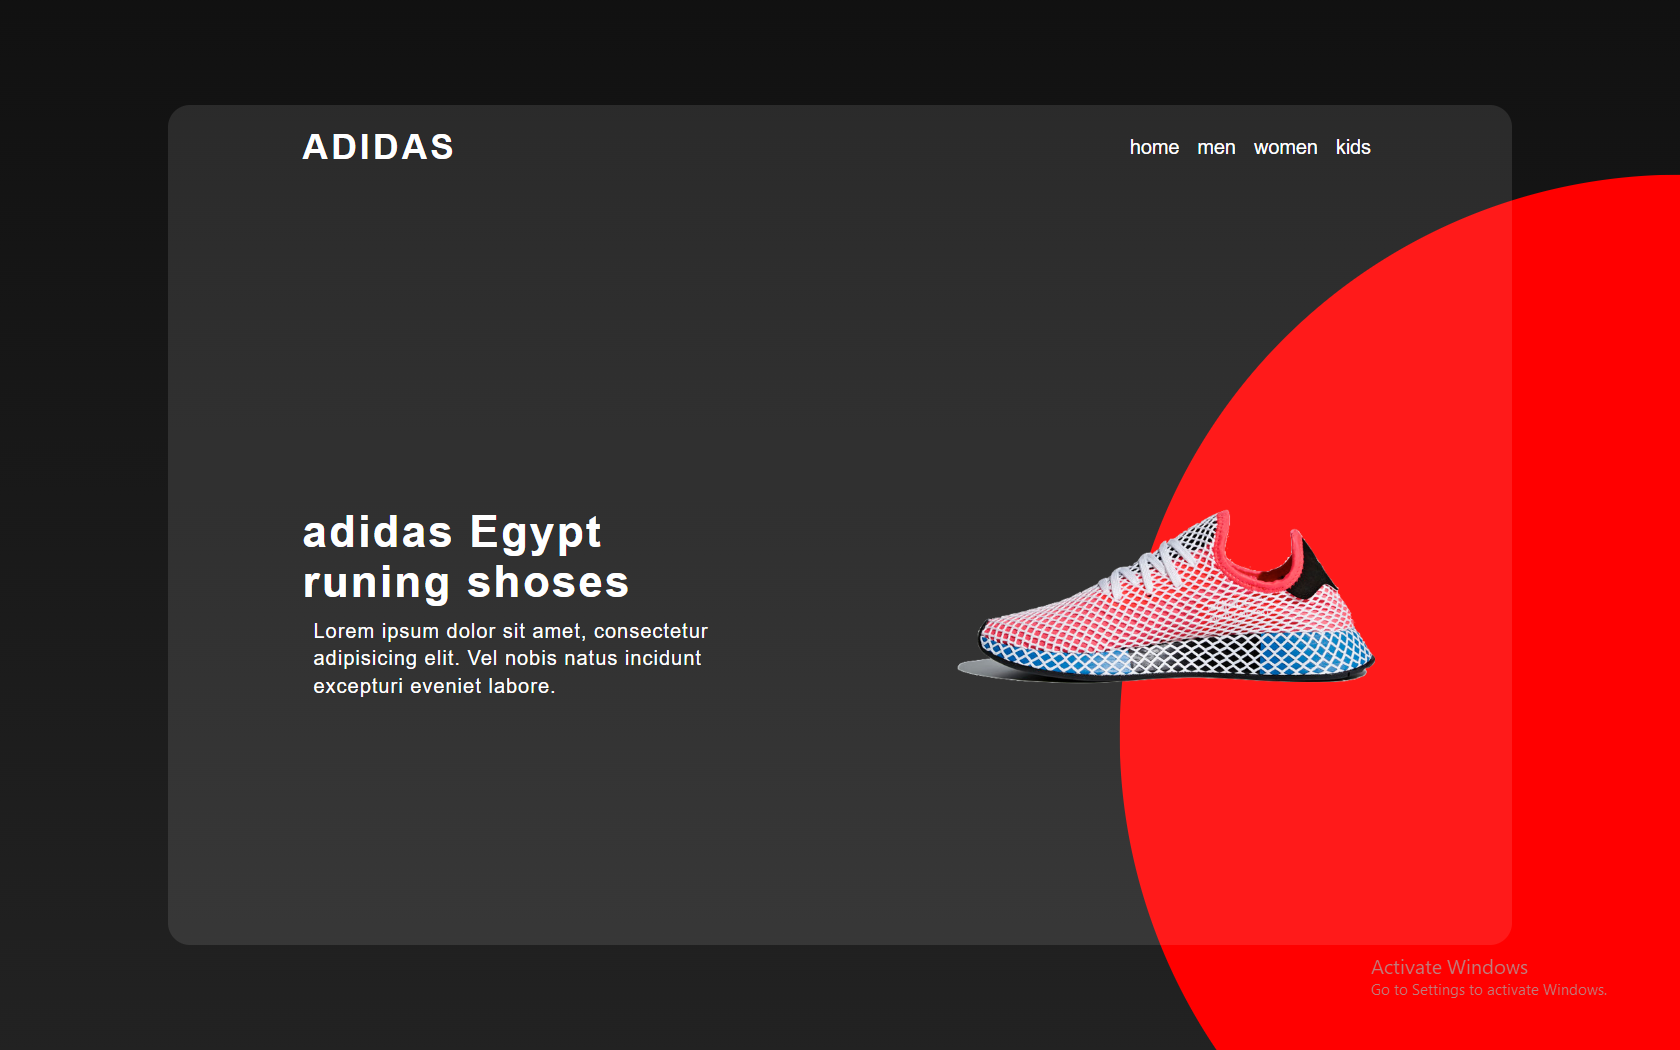 ADIDAS
home men women kids
adidas Egypt
runing shoses
Lorem ipsum dolor sit amet, consectetur
adipisicing elit. Vel nobis natus incidunt
excepturi eveniet labore.
Activate Windows
Go to Settings to activate Windows.